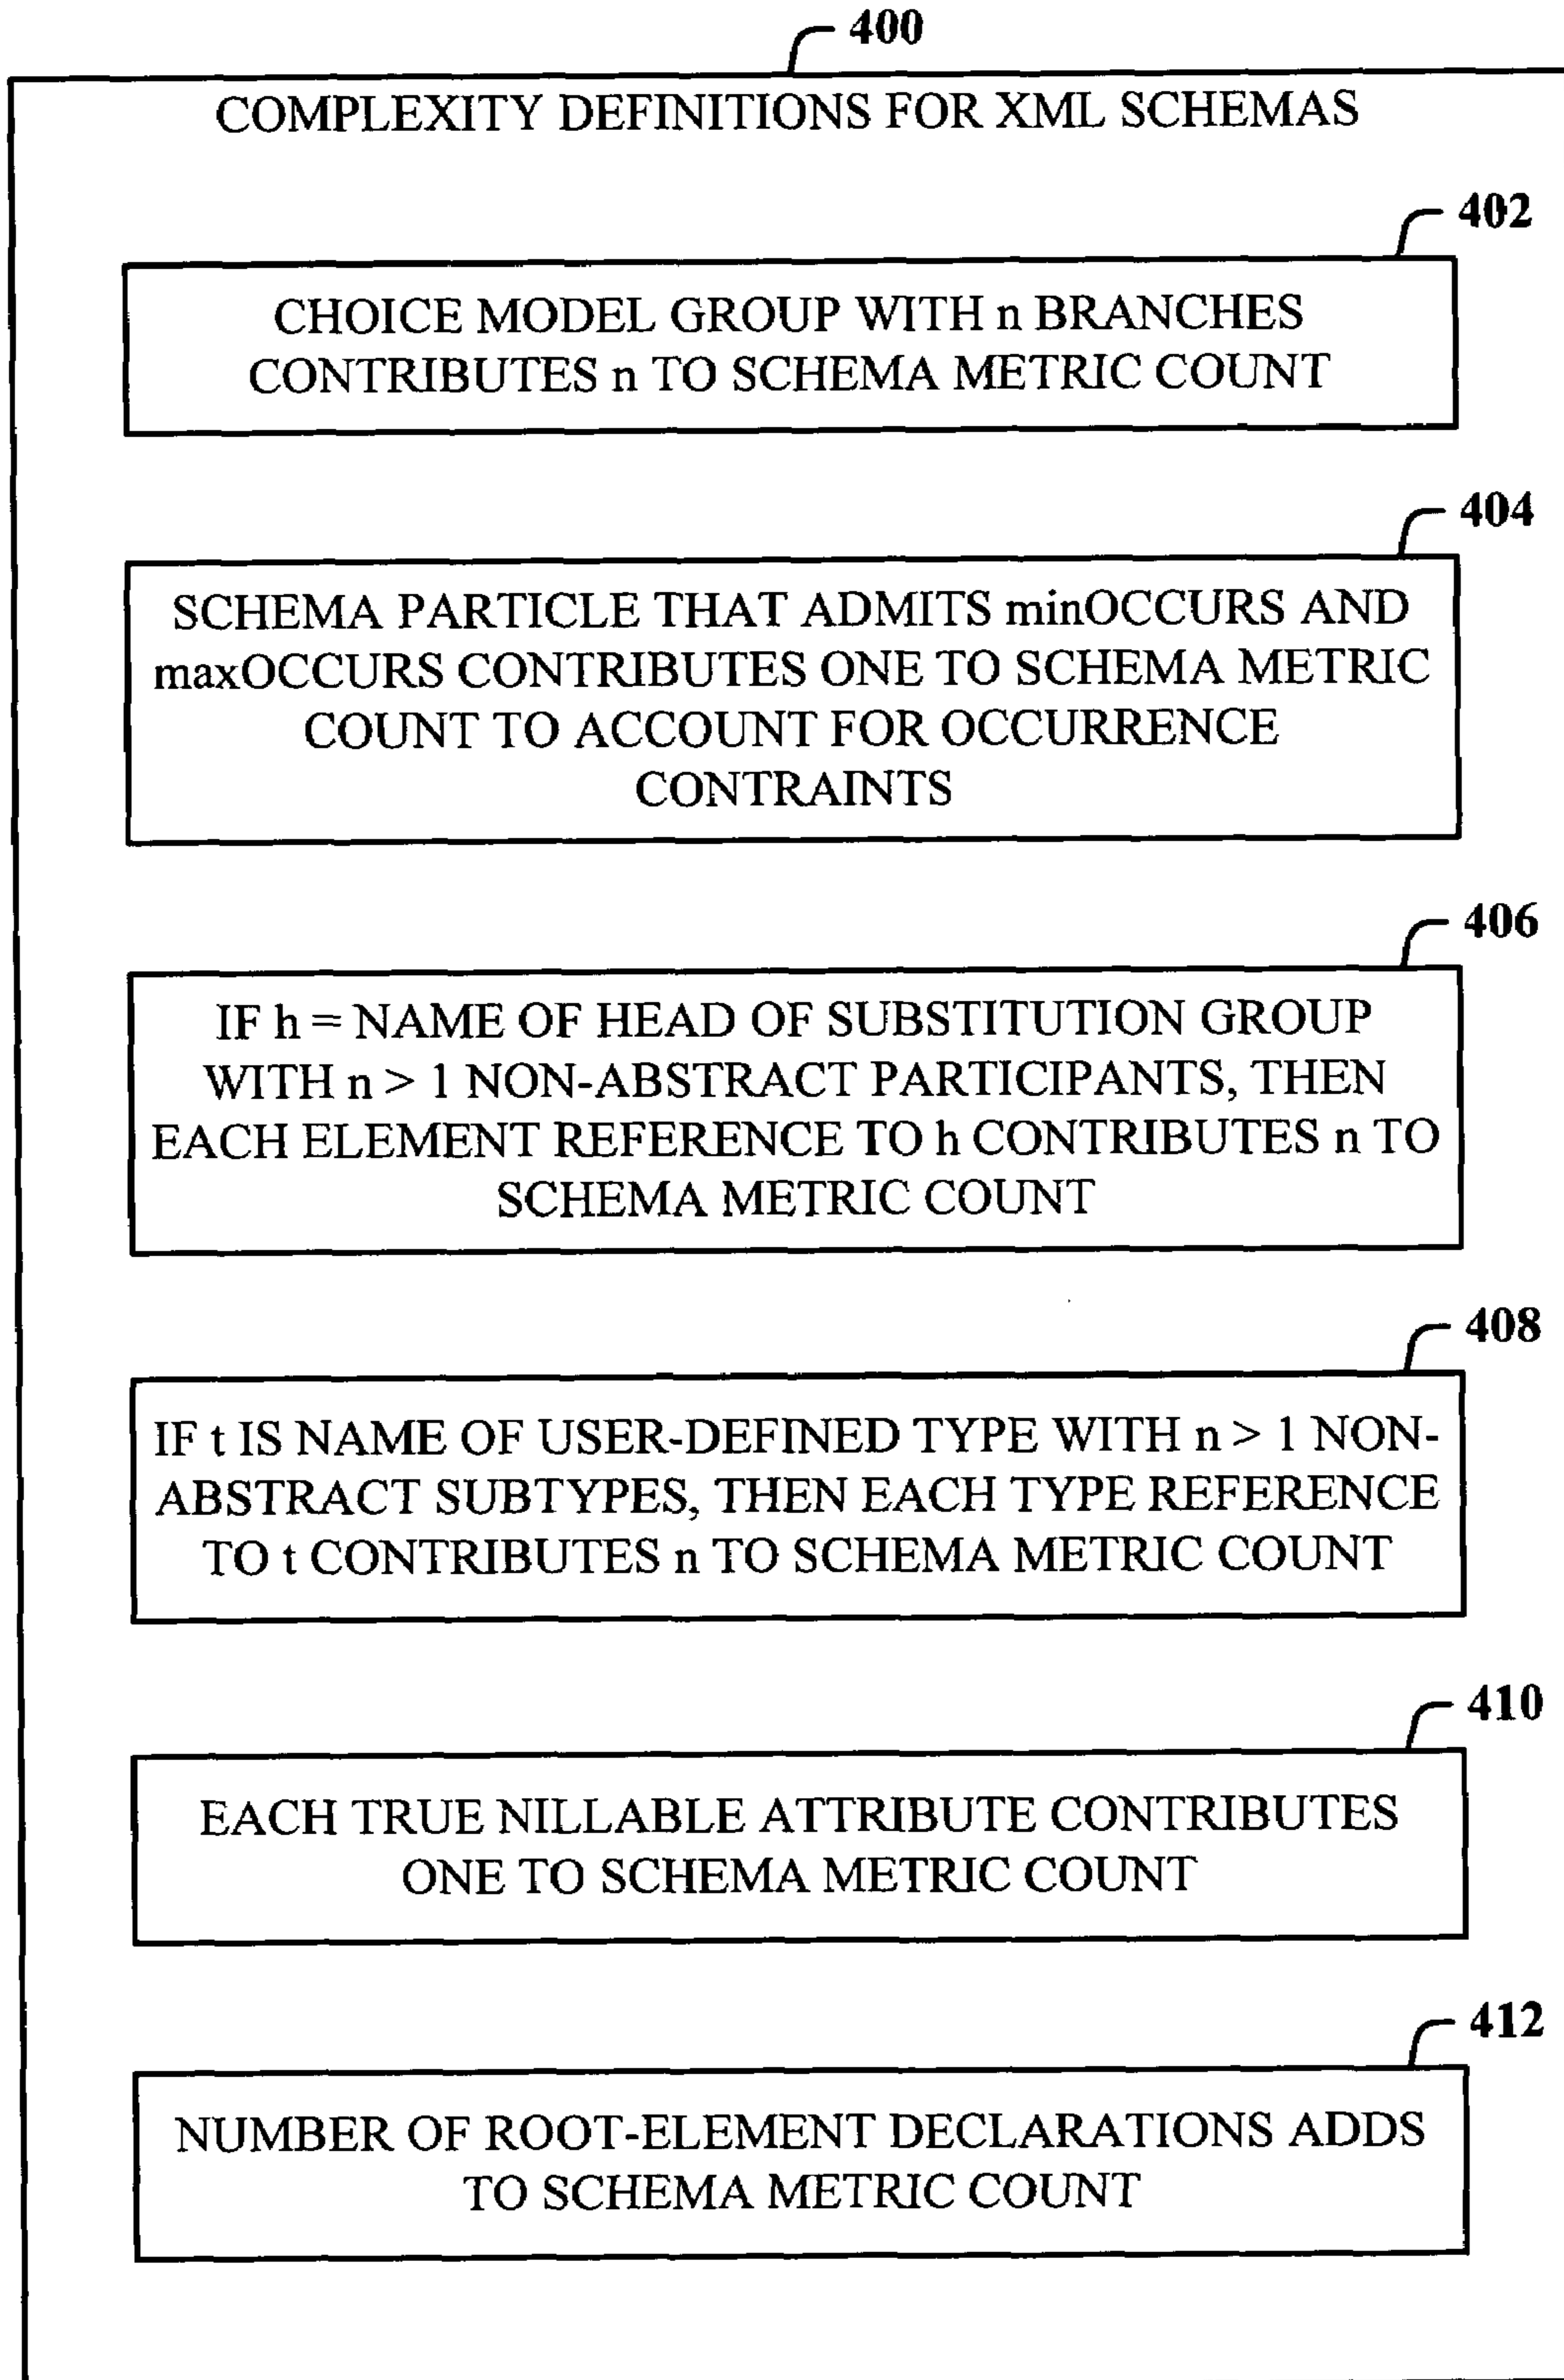 400
COMPLEXITY DEFINITIONS FOR XML SCHEMAS
402
CHOICE MODEL GROUP WITH n BRANCHES
CONTRIBUTES n TO SCHEMA METRIC COUNT
404
SCHEMA PARTICLE THAT ADMITS minOCCURS AND
maxOCCURS CONTRIBUTES ONE TO SCHEMA METRIC
COUNT TO ACCOUNT FOR OCCURRENCE
CONTRAINTS
406
IF h = NAME OF HEAD OF SUBSTITUTION GROUP
WITH n > 1 NON-ABSTRACT PARTICIPANTS, THEN
EACH ELEMENT REFERENCE TO h CONTRIBUTES n TO
SCHEMA METRIC COUNT
408
IF t IS NAME OF USER-DEFINED TYPE WITH n > 1 NON-
ABSTRACT SUBTYPES, THEN EACH TYPE REFERENCE
TO t CONTRIBUTES n TO SCHEMA METRIC COUNT
410
EACH TRUE NILLABLE ATTRIBUTE CONTRIBUTES
ONE TO SCHEMA METRIC COUNT
412
NUMBER OF ROOT-ELEMENT DECLARATIONS ADDS
TO SCHEMA METRIC COUNT